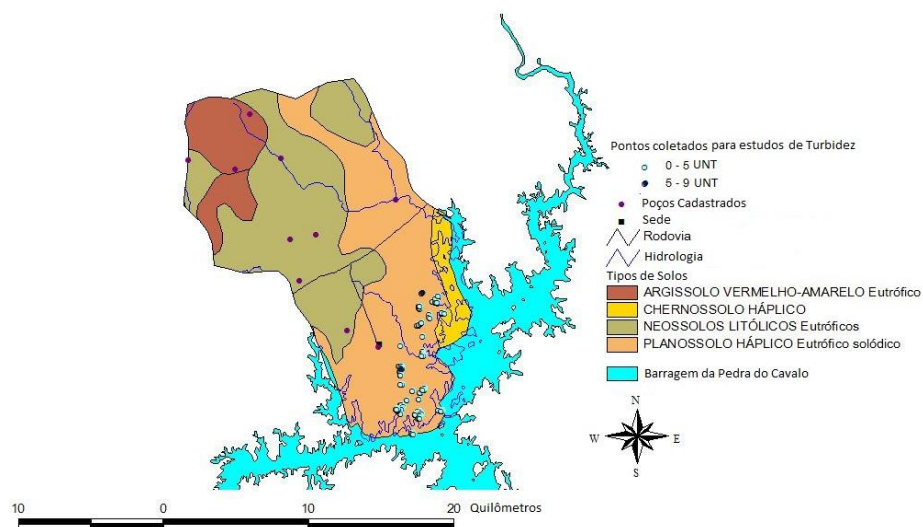 Pontos coletados para estudos de Turbidez
0 - 5 UNT
5 - 9 UNT
Poços Cadastrados
Sede
Rodovia
Hidrologia
Tipos de Solos
ARGISSOLO VERMELHO-AMARELO Eutrófico
CHERNOSSOLO HÁPLICO
NEOSSOLOS LITÓLICOS Eutróficos
PLANOSSOLO HÁPLICO Eutrófico solódico
Barragem da Pedra do Cavalo
N
W E
S
10 0 10 20 Quilômetros